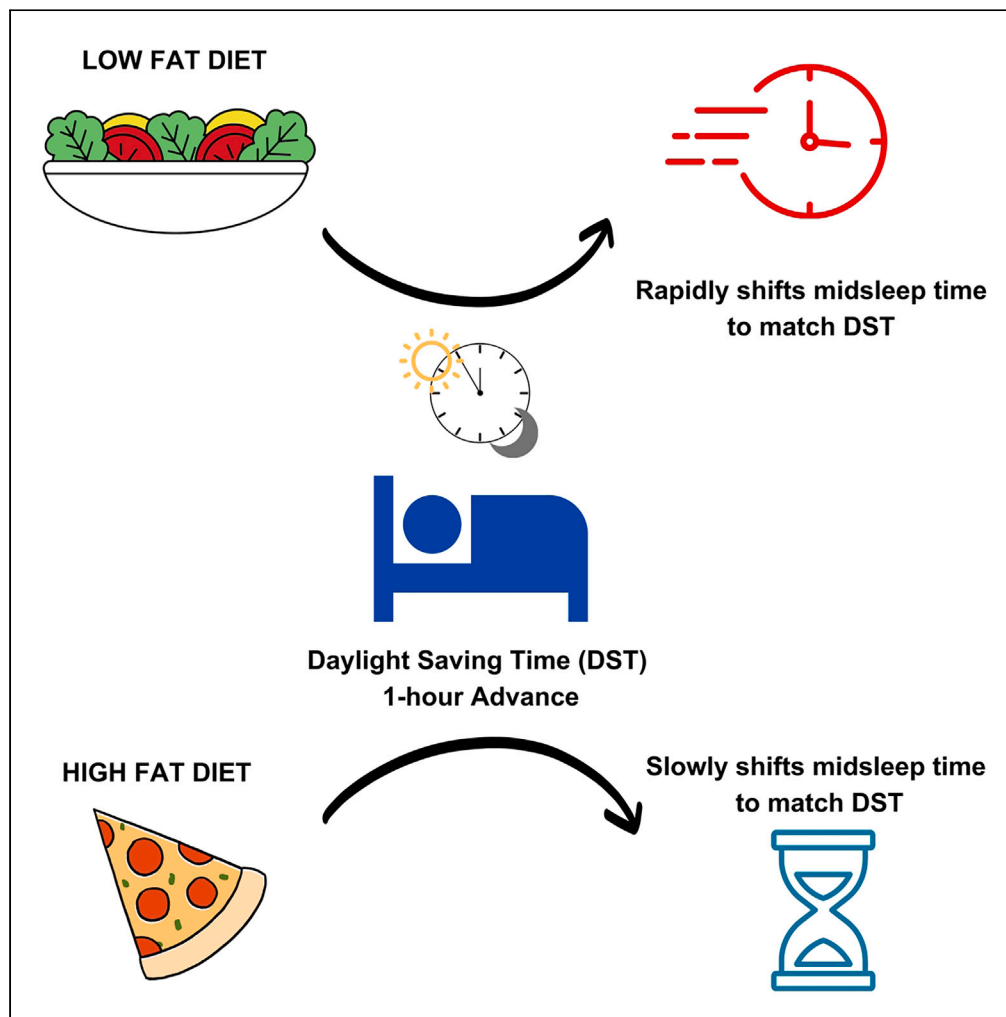 LOW FAT DIET
Rapidly shifts midsleep time
to match DST
Daylight Saving Time (DST)
1-hour Advance
HIGH FAT DIET
Slowly shifts midsleep time
to match DST